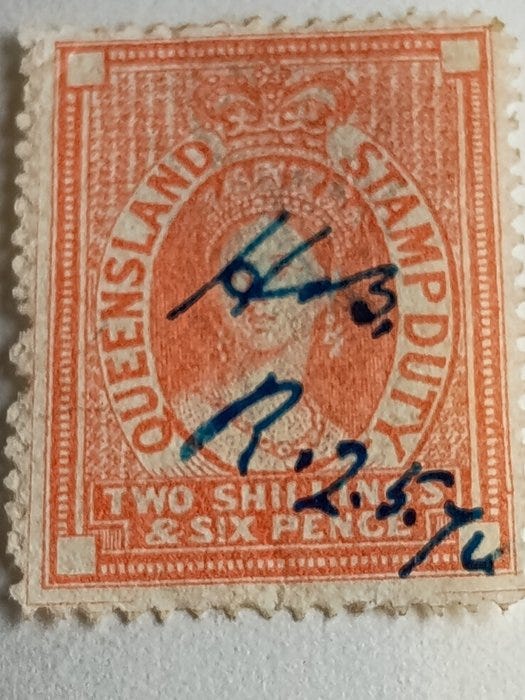 QUEENSLAND STAMP DUTY
R. 2.5.74
TWO SHILLINGS
& SIX PENCE